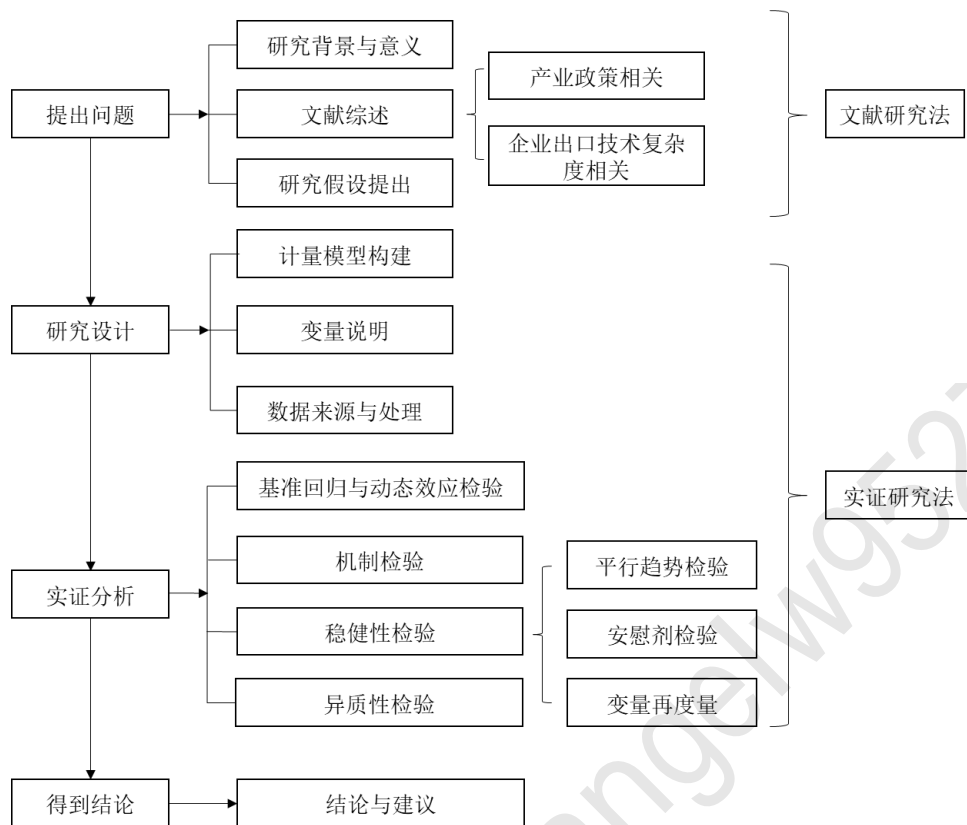 研究背景与意义
产业政策相关
提出问题
文献综述
文献研究法
企业出口技术复杂
度相关
研究假设提出
计量模型构建
研究设计
变量说明
数据来源与处理
基准回归与动态效应检验
实证研究法
机制检验
平行趋势检验
实证分析
稳健性检验
安慰剂检验
异质性检验
变量再度量
得到结论
结论与建议